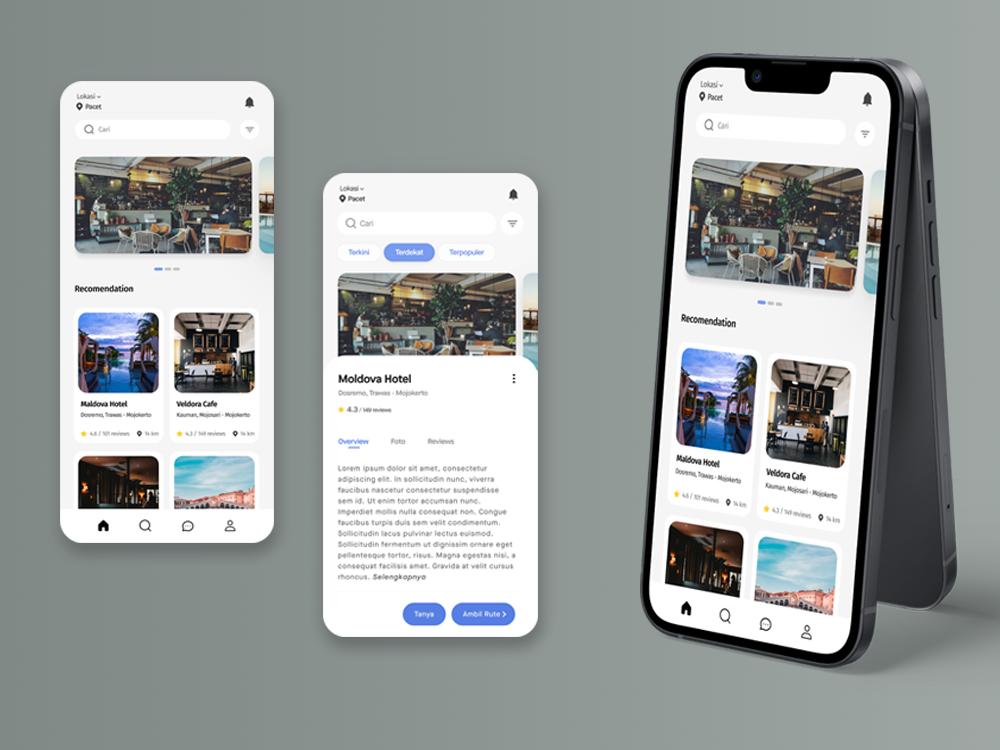 Lokasi
Pacet
Cari
Recomendation
Maldova Hotel
Dosremo, Trawas - Mojokerto
4.6 / 101 reviews
14 km
Veldora Cafe
Kauman, Mojosari - Mojokerto
4.3 / 149 reviews
14 km
Lokasi
Pacet
Cari
Terkini
Terdekat
Terpopuler
Moldova Hotel
Dosremo, Trawas - Mojokerto
4.3 / 149 reviews
Overview
Foto
Reviews
Lorem ipsum dolor sit amet, consectetur
adipiscing elit. In sollicitudin nunc, viverra
faucibus nascetur consectetur suspendisse
sem id. Ut enim tortor accumsan nunc.
Imperdiet mollis nulla consequat non. Congue
faucibus turpis duis sem velit condimentum.
Sollicitudin lacus pulvinar lectus euismod.
Sollicitudin fermentum ut dignissim ornare eget
pellentesque tortor, risus. Magna egestas nisi, a
consequat facilisis amet. Gravida at velit cursus
rhoncus. Selengkapnya
Tanya
Ambil Rute
Lokasi
Pacet
Cari
Recomendation
Maldova Hotel
Dosremo, Trawas - Mojokerto
4.6 / 101 reviews
14 km
Veldora Cafe
Kauman, Mojosari - Mojokerto
4.3 / 149 reviews
14 km